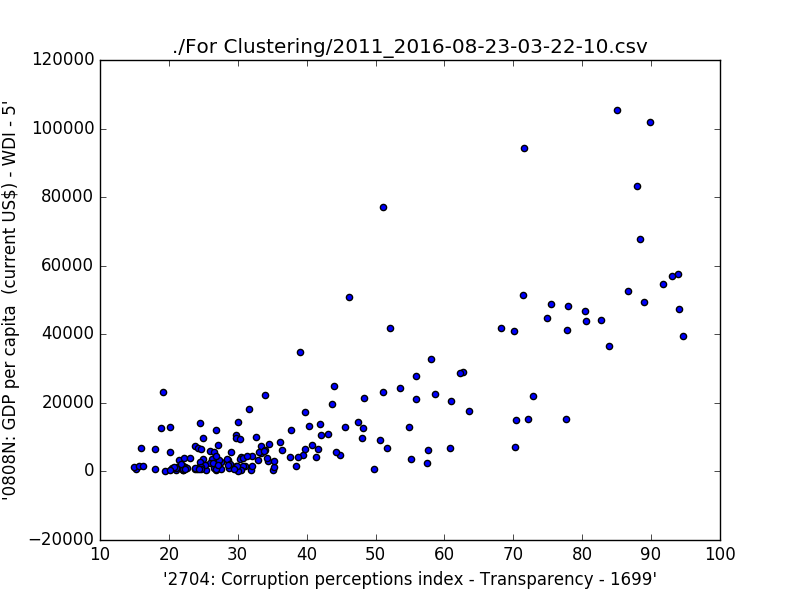 ./For Clustering/2011_2016-08-23-03-22-10.csv
120000
100000
80000
60000
40000
20000
0
−20000
'0808N: GDP per capita  (current US$) - WDI - 5'
10 20 30 40 50 60 70 80 90 100
'2704: Corruption perceptions index - Transparency - 1699'